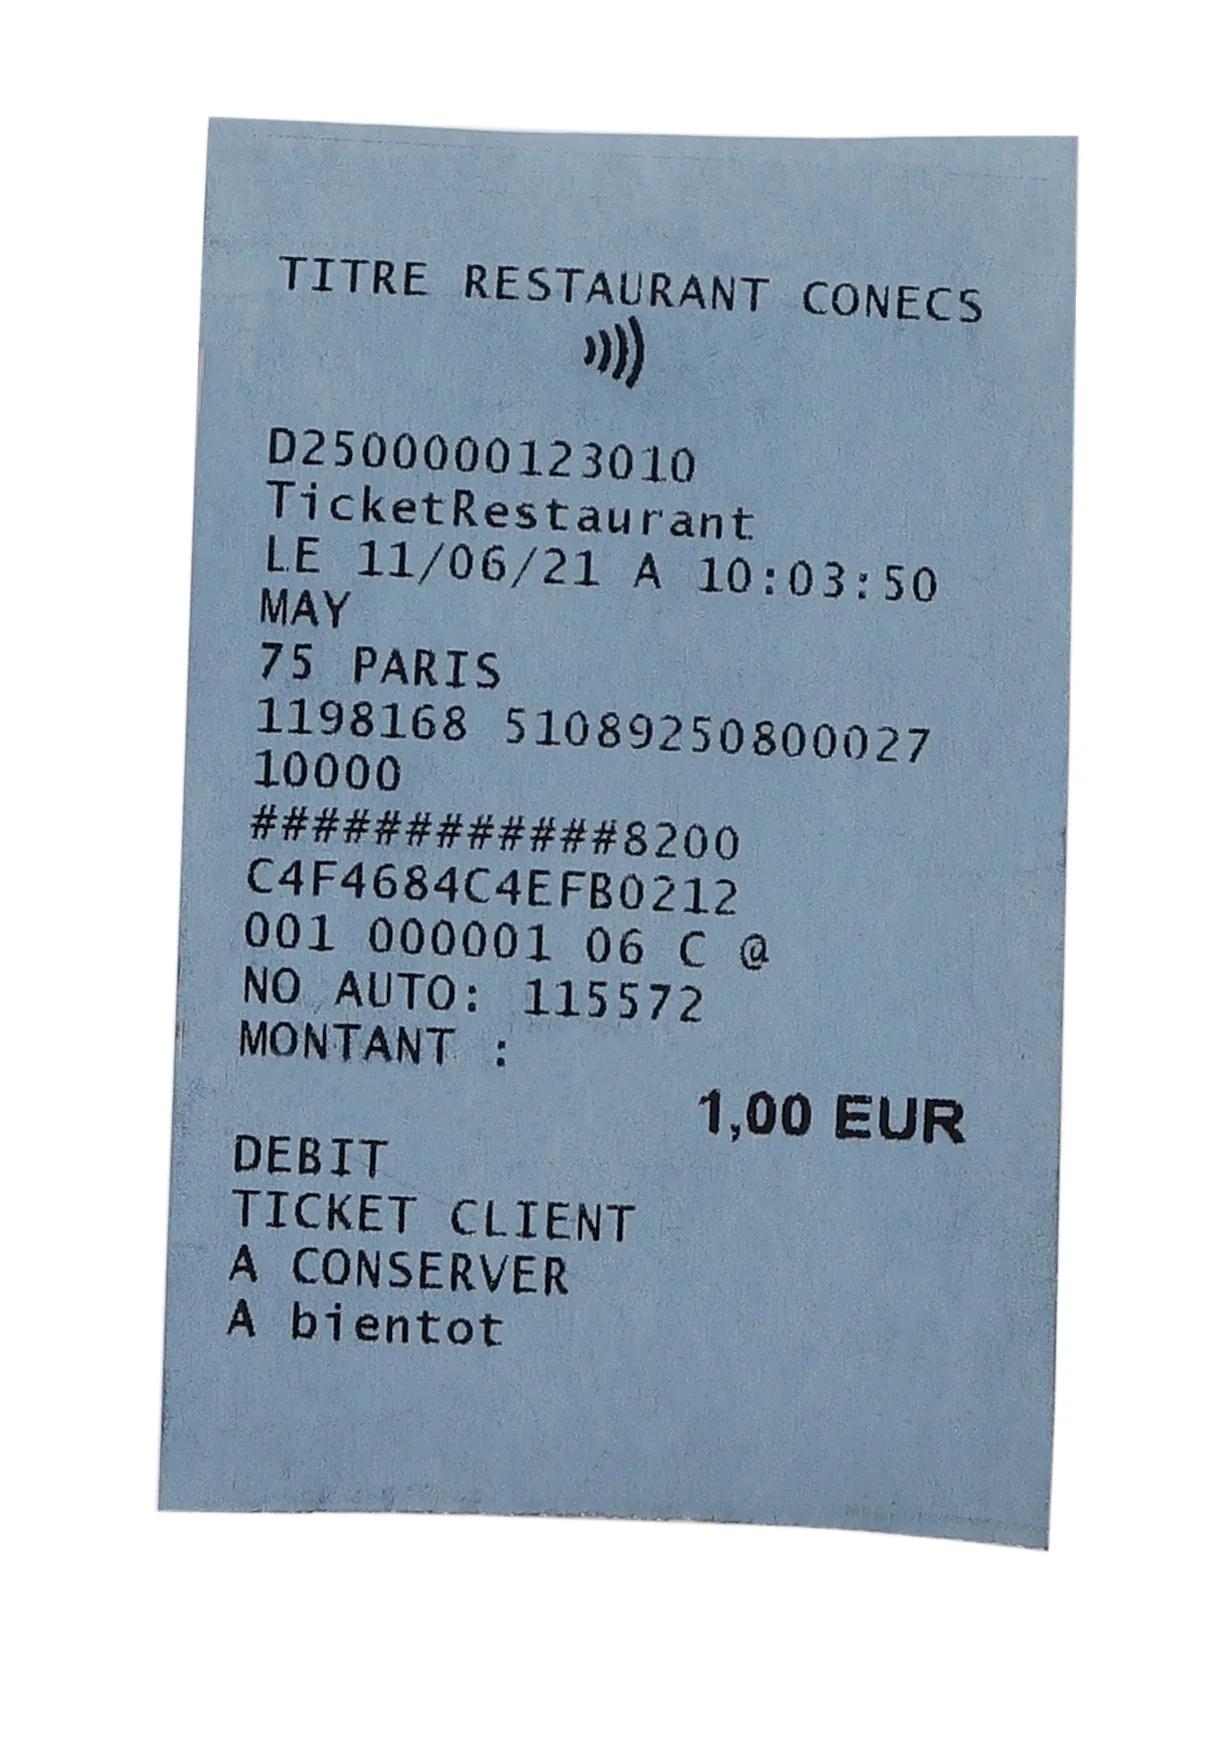 TITRE RESTAURANT CONECS
D2500000123010
TicketRestaurant
LE 11/06/21 A 10:03:50
MAY
75 PARIS
1198168 51089250800027
10000
############8200
C4F4684C4EFB0212
001 000001 06 C @
NO AUTO: 115572
MONTANT :
1,00 EUR
DEBIT
TICKET CLIENT
A CONSERVER
A bientot